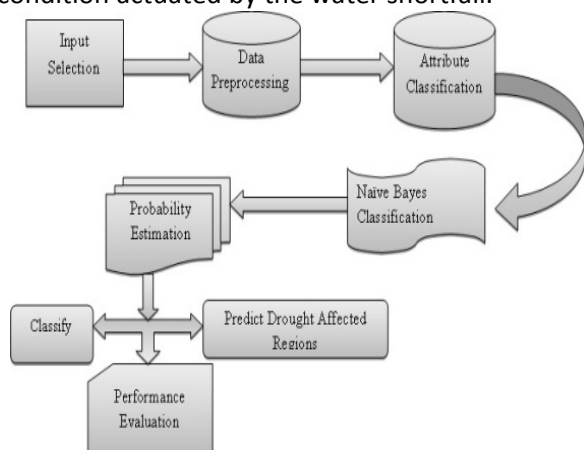 condition actuated by the water shortfall.
Input
Selection
Data
Preprocessing
Attribute
Classification
Naïve Bayes
Classification
Probability
Estimation
Classify
Predict Drought Affected
Regions
Performance
Evaluation